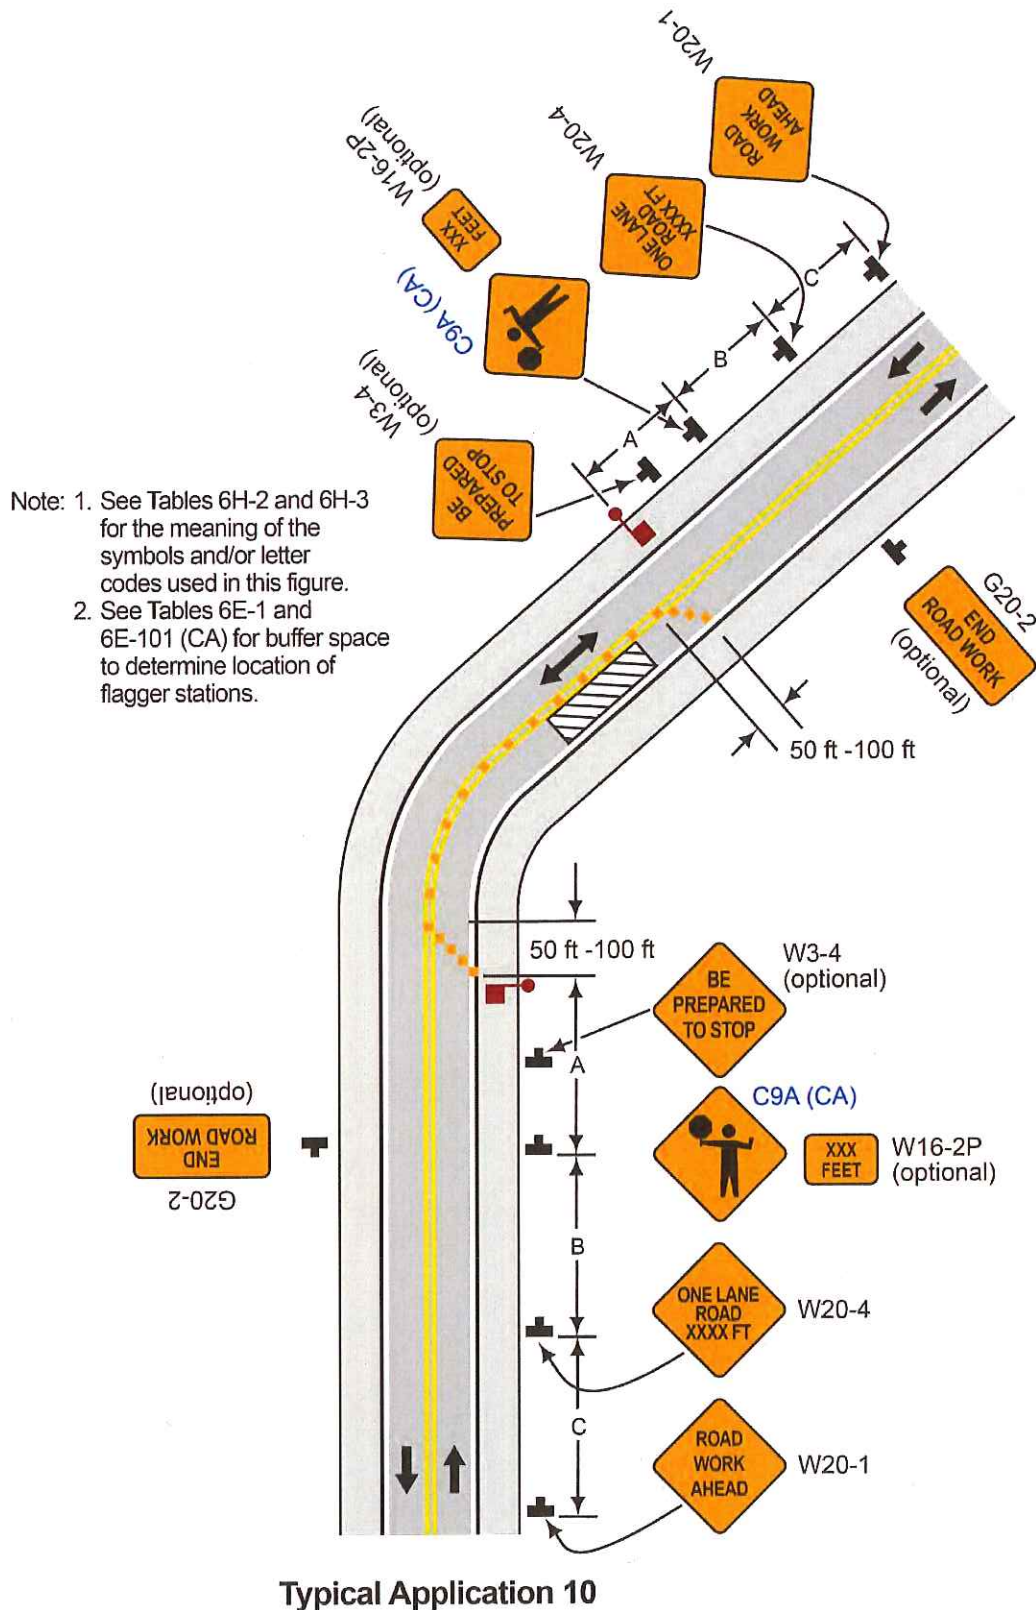 W20-1
ROAD
WORK
AHEAD
W20-4
ONE LANE
ROAD
XXXX FT
W16-2P
(optional)
XXX
FEET
C9A (CA)
W3-4
(optional)
BE
PREPARED
TO STOP
C
B
A
Note: 1. See Tables 6H-2 and 6H-3
for the meaning of the
symbols and/or letter
codes used in this figure.
2. See Tables 6E-1 and
6E-101 (CA) for buffer space
to determine location of
flagger stations.
G20-2
END
ROAD WORK
(optional)
50 ft -100 ft
50 ft -100 ft
W3-4
(optional)
BE
PREPARED
TO STOP
A
C9A (CA)
XXX
FEET
W16-2P
(optional)
G20-2
END
ROAD WORK
(optional)
B
ONE LANE
ROAD
XXXX FT
W20-4
C
ROAD
WORK
AHEAD
W20-1
Typical Application 10